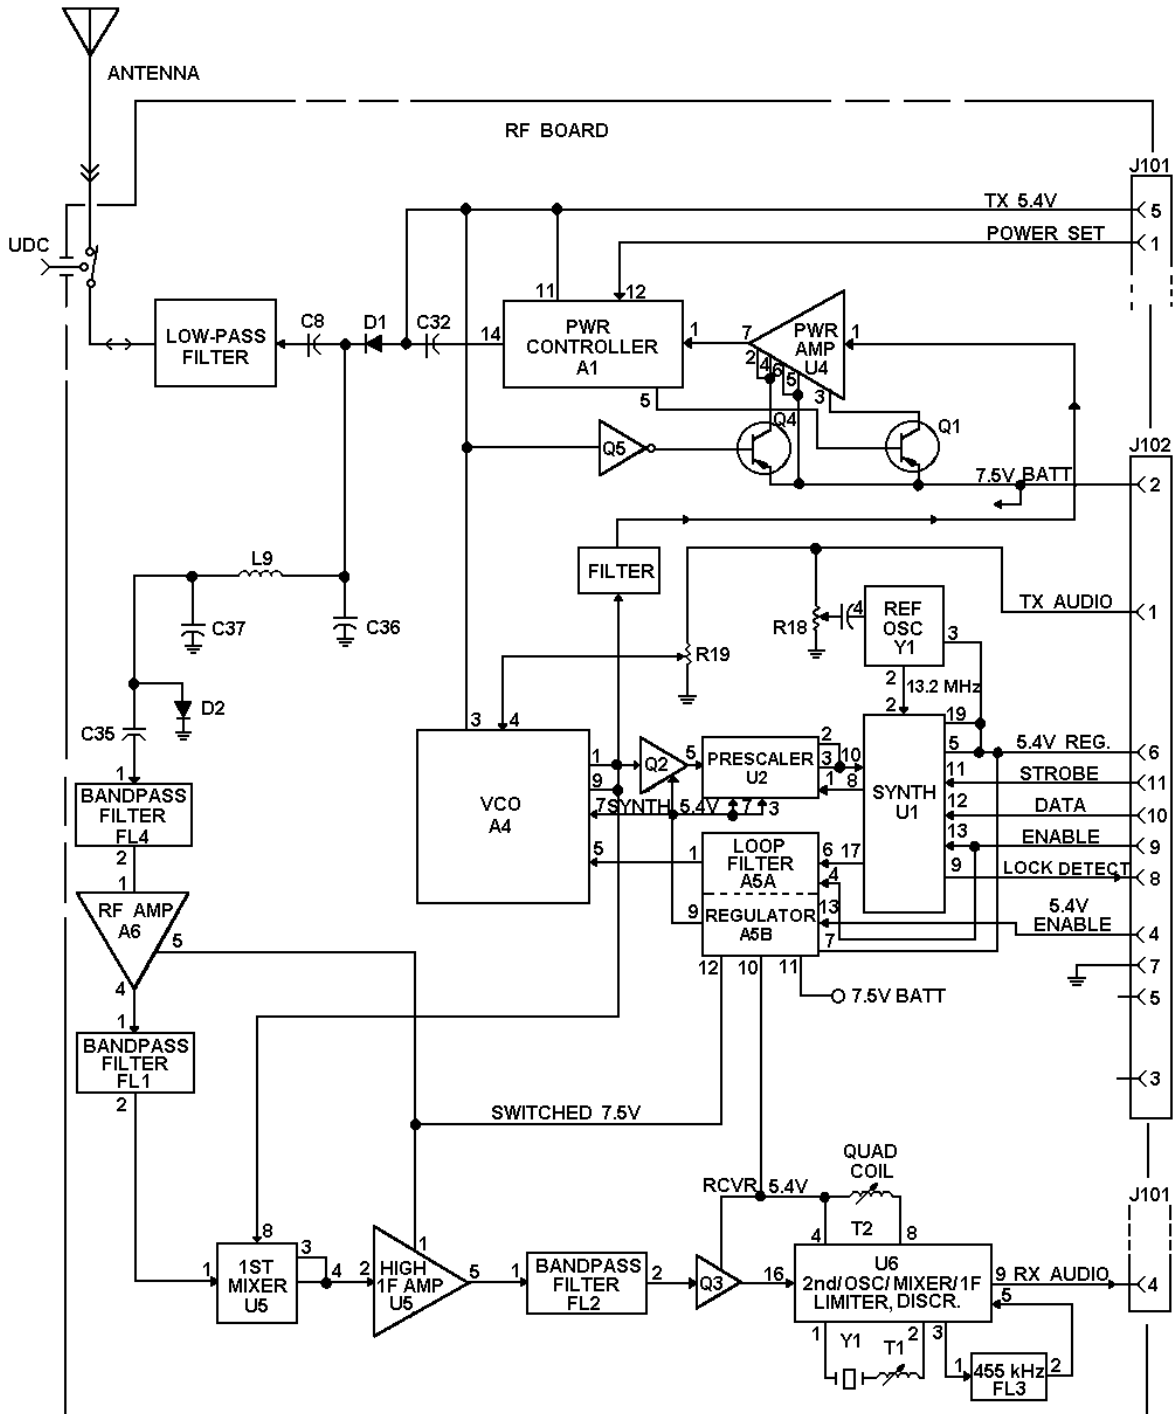 ANTENNA
RF BOARD
J101
TX 5.4V
5
UDC
POWER SET
1
11
12
C8
D1
C32
14
LOW-PASS
FILTER
PWR
CONTROLLER
A1
1
7
PWR
AMP
U4
1
2
4
6
5
3
5
Q4
Q1
Q5
J102
7.5V BATT
2
L9
FILTER
C37
C36
R18
4
REF
OSC
Y1
TX AUDIO
1
3
R19
2
13.2 MHz
D2
C35
3
4
2
19
1
BANDPASS
FILTER
FL4
2
VCO
A4
1
9
7
SYNTH 5.4V
5
Q2
5
PRESCALER
U2
2
3
10
1
8
7
3
SYNTH
U1
5
5.4V REG.
6
11
STROBE
11
12
DATA
10
13
ENABLE
9
9
LOCK DETECT
8
1
LOOP
FILTER
A5A
6
17
4
REGULATOR
A5B
9
13
7
12
10
11
5.4V
ENABLE
4
7
7.5V BATT
5
3
1
RF AMP
A6
5
4
1
BANDPASS
FILTER
FL1
2
SWITCHED 7.5V
QUAD
COIL
RCVR 5.4V
J101
8
1
1ST
MIXER
U5
3
4
2
HIGH
1F AMP
U5
1
5
1
BANDPASS
FILTER
FL2
2
Q3
16
4
T2
8
U6
2nd/OSC/MIXER/1F
LIMITER, DISCR.
9
RX AUDIO
4
5
1
Y1
T1
2
3
1
455 kHz
FL3
2